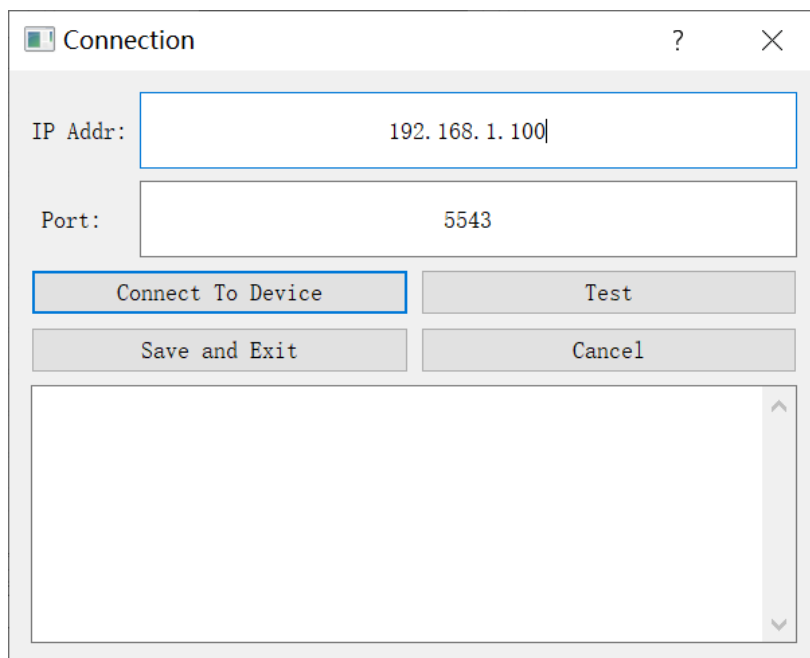 Connection ?
IP Addr: 192.168.1.100
Port: 5543
Connect To Device Test
Save and Exit Cancel